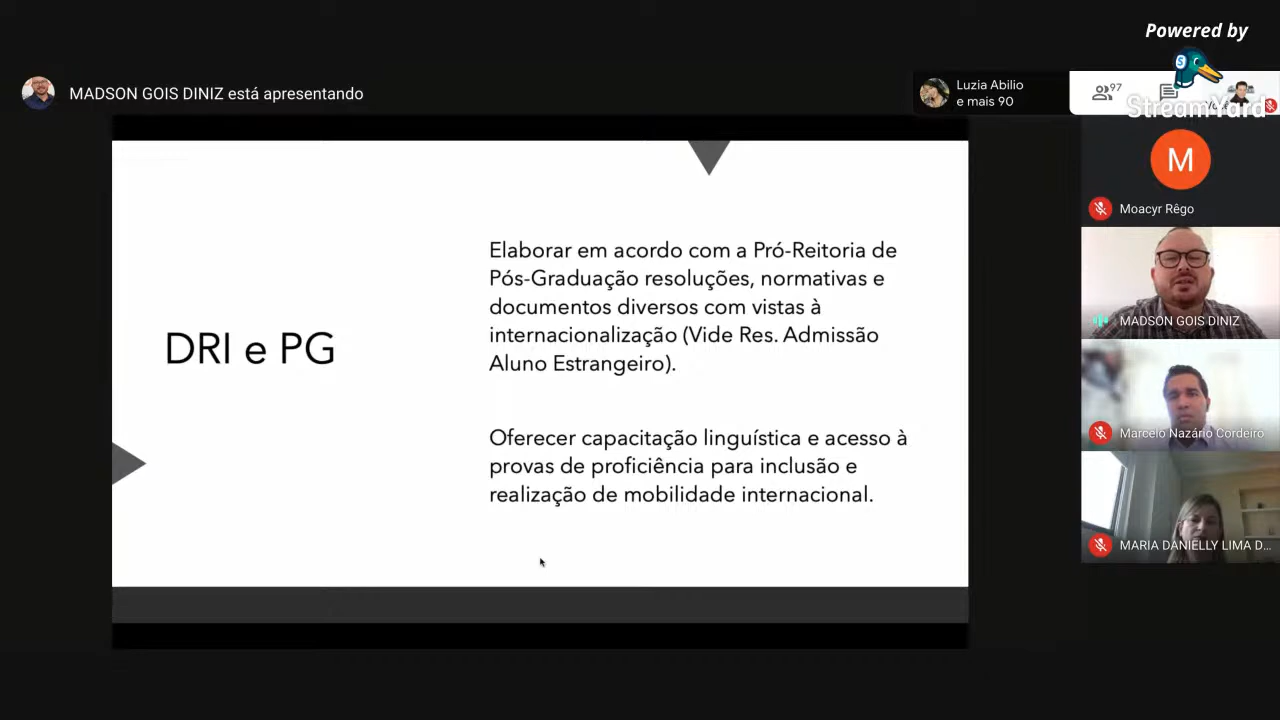 Powered by
StreamYard
MADSON GOIS DINIZ está apresentando
Luzia Abilio
e mais 90
97
M
Moacyr Rêgo
MADSON GOIS DINIZ
Marcelo Nazário Cordeiro
MARIA DANIELLY LIMA D...
DRI e PG
Elaborar em acordo com a Pró-Reitoria de
Pós-Graduação resoluções, normativas e
documentos diversos com vistas à
internacionalização (Vide Res. Admissão
Aluno Estrangeiro).
Oferecer capacitação linguística e acesso à
provas de proficiência para inclusão e
realização de mobilidade internacional.